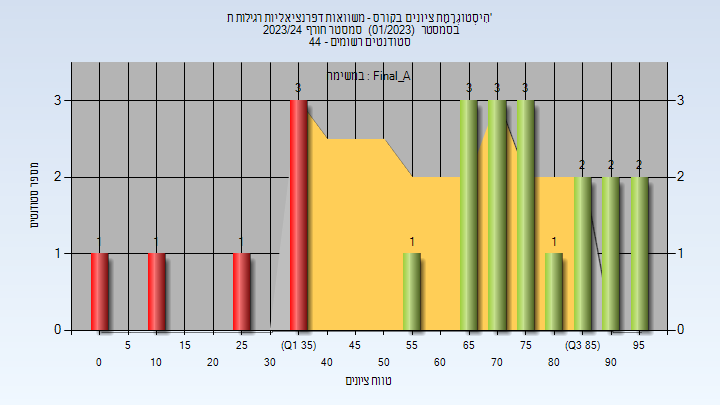 היסטוגרמת ציונים בקורס - משוואות דפרנציאליות רגילות ת'
בסמסטר (01/2023) סמסטר חורף 2023/24
סטודנטים רשומים - 44
במשימה : Final_A
3
3 3 3
2 2 2
1 1 1 1 1
מספר סטודנטים
3 3
2 2
1 1
0 0
5 15 25 (Q1 35) 45 55 65 75 (Q3 85) 95
0 10 20 30 40 50 60 70 80 90
טווח ציונים